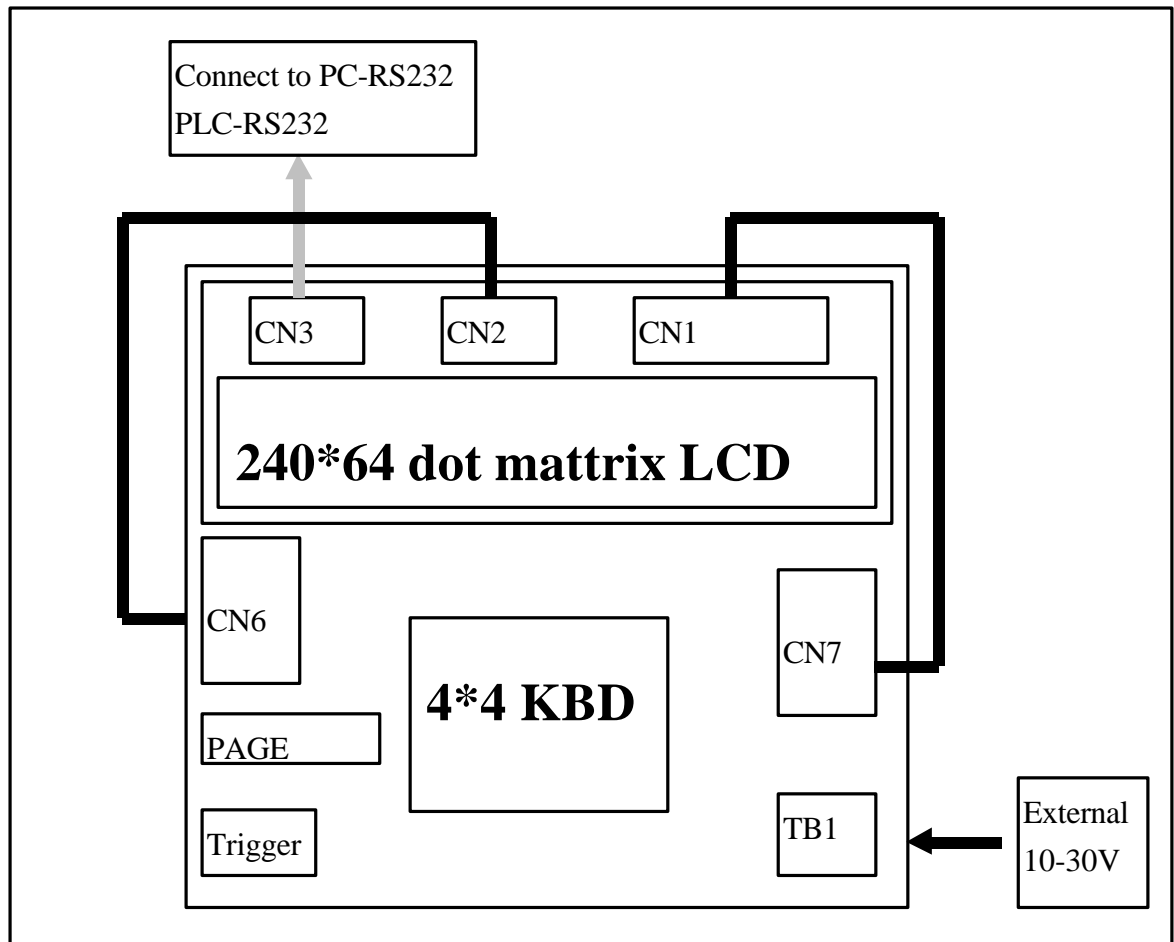 Connect to PC-RS232
PLC-RS232
CN3
CN2
CN1
240*64 dot mattrix LCD
CN6
4*4 KBD
CN7
PAGE
Trigger
TB1
External
10-30V